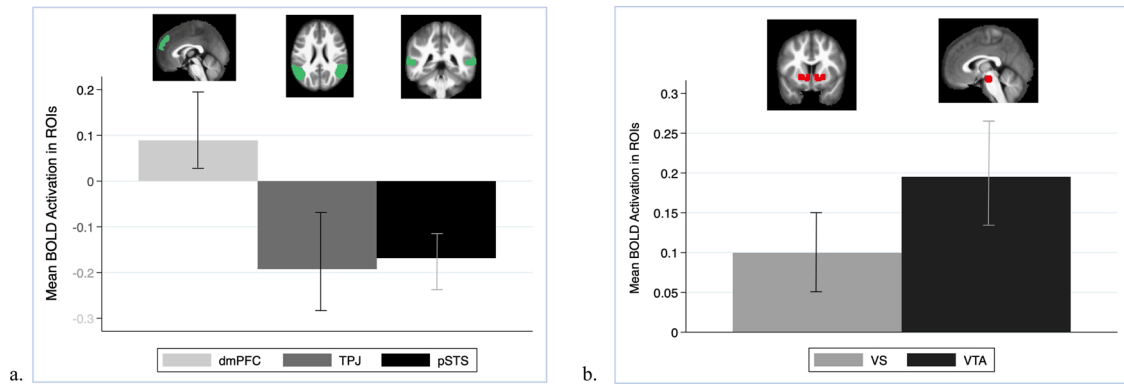 Mean BOLD Activation in ROIs
0.2
0.1
0
-0.1
-0.2
-0.3
dmPFC TPJ pSTS
a.
Mean BOLD Activation in ROIs
0.3
0.25
0.2
0.15
0.1
0.05
0
VS VTA
b.